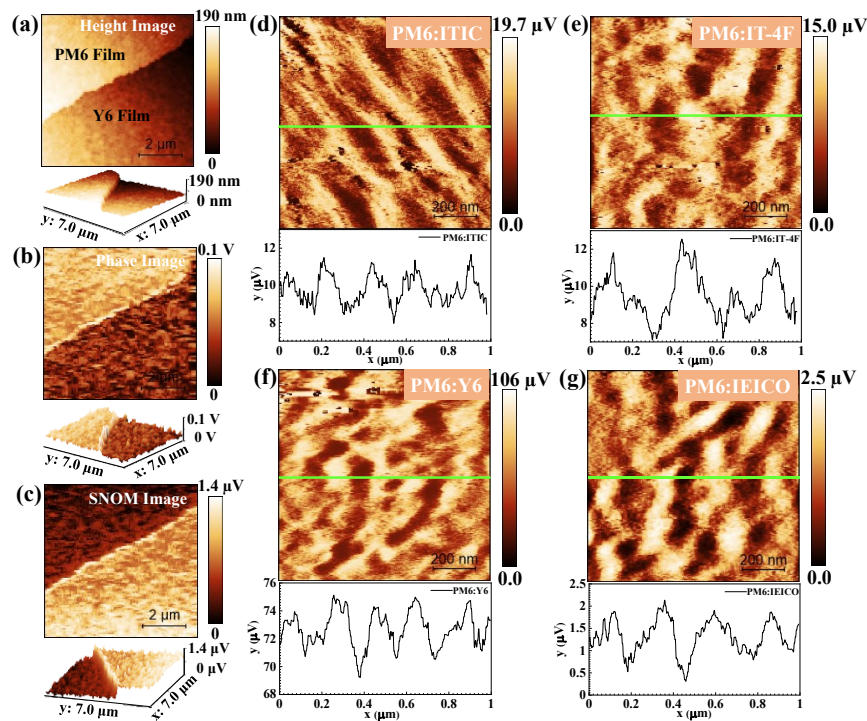 (a)
Height Image
190 nm
PM6 Film
Y6 Film
2 µm
0
190 nm
0 nm
y: 7.0 µm
x: 7.0 µm
(b)
Phase Image
0.1 V
0
0.1 V
0 V
y: 7.0 µm
x: 7.0 µm
(c)
SNOM Image
1.4 µV
2 µm
0
1.4 µV
0 µV
y: 7.0 µm
x: 7.0 µm
(d)
PM6:ITIC
19.7 µV
200 nm
0.0
PM6:ITIC
y (µV)
12
10
8
0
0.2
0.4
0.6
0.8
1
x (µm)
(e)
PM6:IT-4F
15.0 µV
200 nm
0.0
PM6:IT-4F
y (µV)
12
10
8
0
0.2
0.4
0.6
0.8
1
x (µm)
(f)
PM6:Y6
106 µV
200 nm
0.0
PM6:Y6
y (µV)
76
74
72
70
68
0
0.2
0.4
0.6
0.8
1
x (µm)
(g)
PM6:IEICO
2.5 µV
200 nm
0.0
PM6:IEICO
y (µV)
2.5
2
1.5
1
0.5
0
0
0.2
0.4
0.6
0.8
1
x (µm)